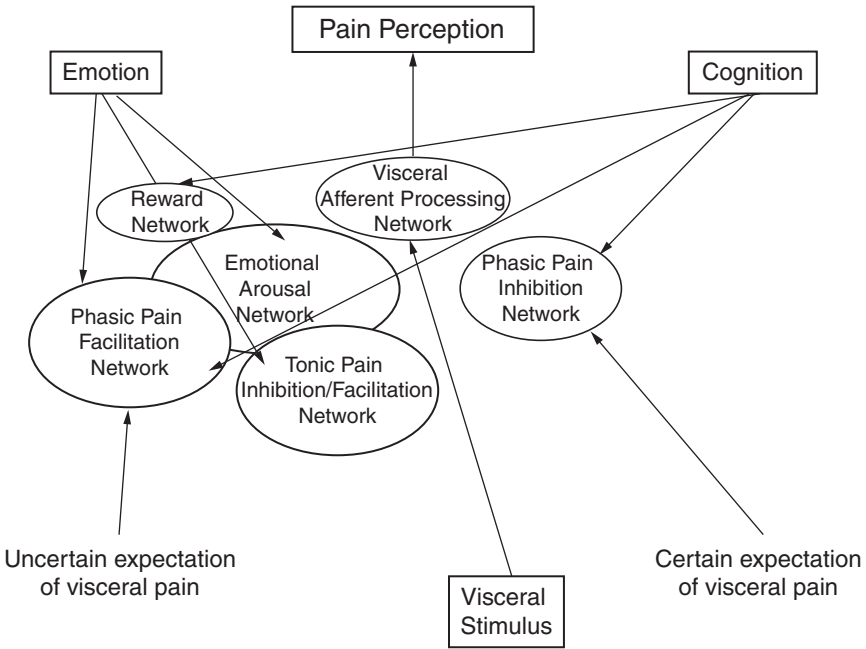 Pain Perception
Emotion
Cognition
Visceral
Afferent Processing
Network
Reward
Network
Emotional
Arousal
Network
Phasic Pain
Inhibition
Network
Phasic Pain
Facilitation
Network
Tonic Pain
Inhibition/Facilitation
Network
Uncertain expectation
of visceral pain
Certain expectation
of visceral pain
Visceral
Stimulus